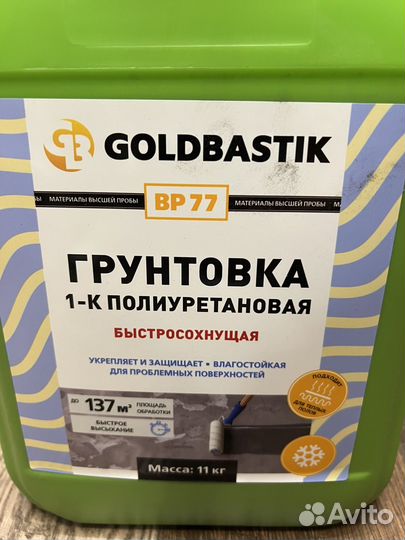 GOLDBASTIK
МАТЕРИАЛЫ ВЫСШЕЙ ПРОБЫ BP 77 МАТЕРИАЛЫ ВЫСШЕЙ ПРОБЫ
ГРУНТОВКА
1-К ПОЛИУРЕТАНОВАЯ
БЫСТРОСОХНУЩАЯ
УКРЕПЛЯЕТ И ЗАЩИЩАЕТ • ВЛАГОСТОЙКАЯ
ДЛЯ ПРОБЛЕМНЫХ ПОВЕРХНОСТЕЙ
ПОДХОДИТ
ДЛЯ ТЕПЛЫХ
ПОЛОВ
ДО 137 м² ПЛОЩАДЬ
ОБРАБОТКИ
БЫСТРОЕ
ВЫСЫХАНИЕ
Масса: 11 кг
Avito